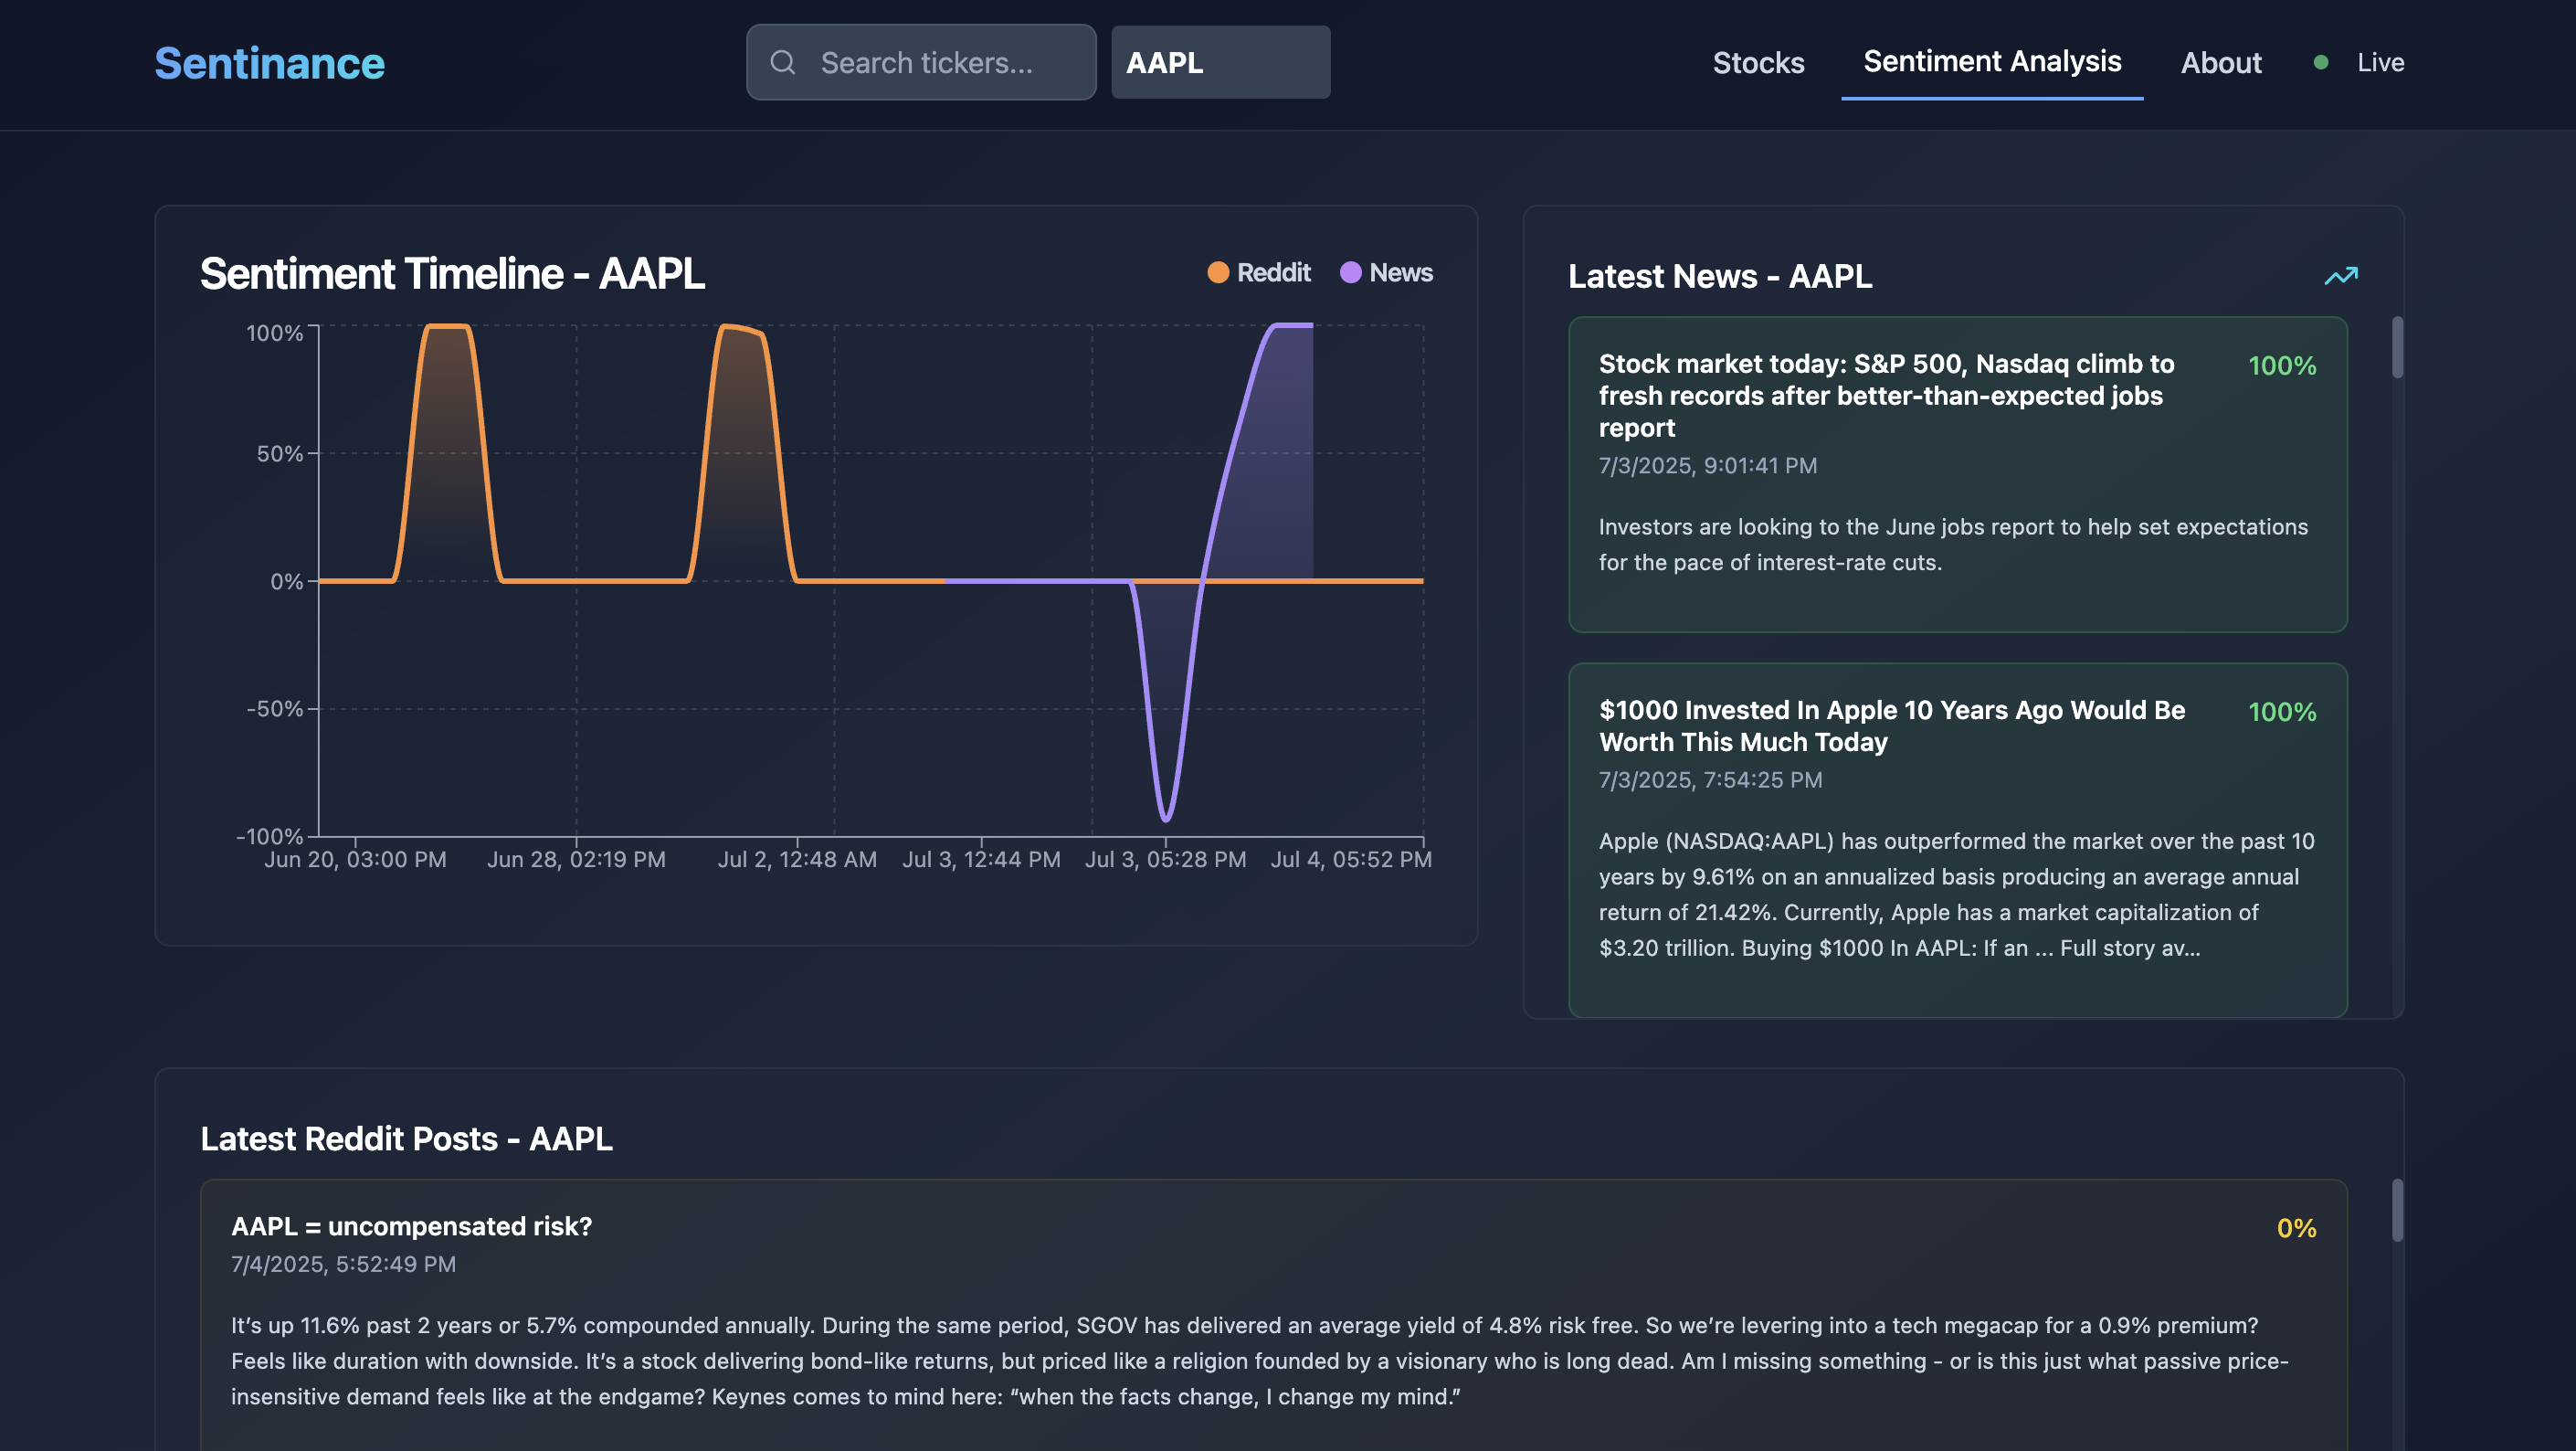 Sentinance
Search tickers...
AAPL
Stocks
Sentiment Analysis
About
Live
Sentiment Timeline - AAPL
Reddit
News
100%
50%
0%
-50%
-100%
Jun 20, 03:00 PM
Jun 28, 02:19 PM
Jul 2, 12:48 AM
Jul 3, 12:44 PM
Jul 3, 05:28 PM
Jul 4, 05:52 PM
Latest News - AAPL
Stock market today: S&P 500, Nasdaq climb to
fresh records after better-than-expected jobs
report
100%
7/3/2025, 9:01:41 PM
Investors are looking to the June jobs report to help set expectations
for the pace of interest-rate cuts.
$1000 Invested In Apple 10 Years Ago Would Be
Worth This Much Today
100%
7/3/2025, 7:54:25 PM
Apple (NASDAQ:AAPL) has outperformed the market over the past 10
years by 9.61% on an annualized basis producing an average annual
return of 21.42%. Currently, Apple has a market capitalization of
$3.20 trillion. Buying $1000 In AAPL: If an ... Full story av...
Latest Reddit Posts - AAPL
AAPL = uncompensated risk?
0%
7/4/2025, 5:52:49 PM
It’s up 11.6% past 2 years or 5.7% compounded annually. During the same period, SGOV has delivered an average yield of 4.8% risk free. So we’re levering into a tech megacap for a 0.9% premium?
Feels like duration with downside. It’s a stock delivering bond-like returns, but priced like a religion founded by a visionary who is long dead. Am I missing something - or is this just what passive price-
insensitive demand feels like at the endgame? Keynes comes to mind here: “when the facts change, I change my mind.”